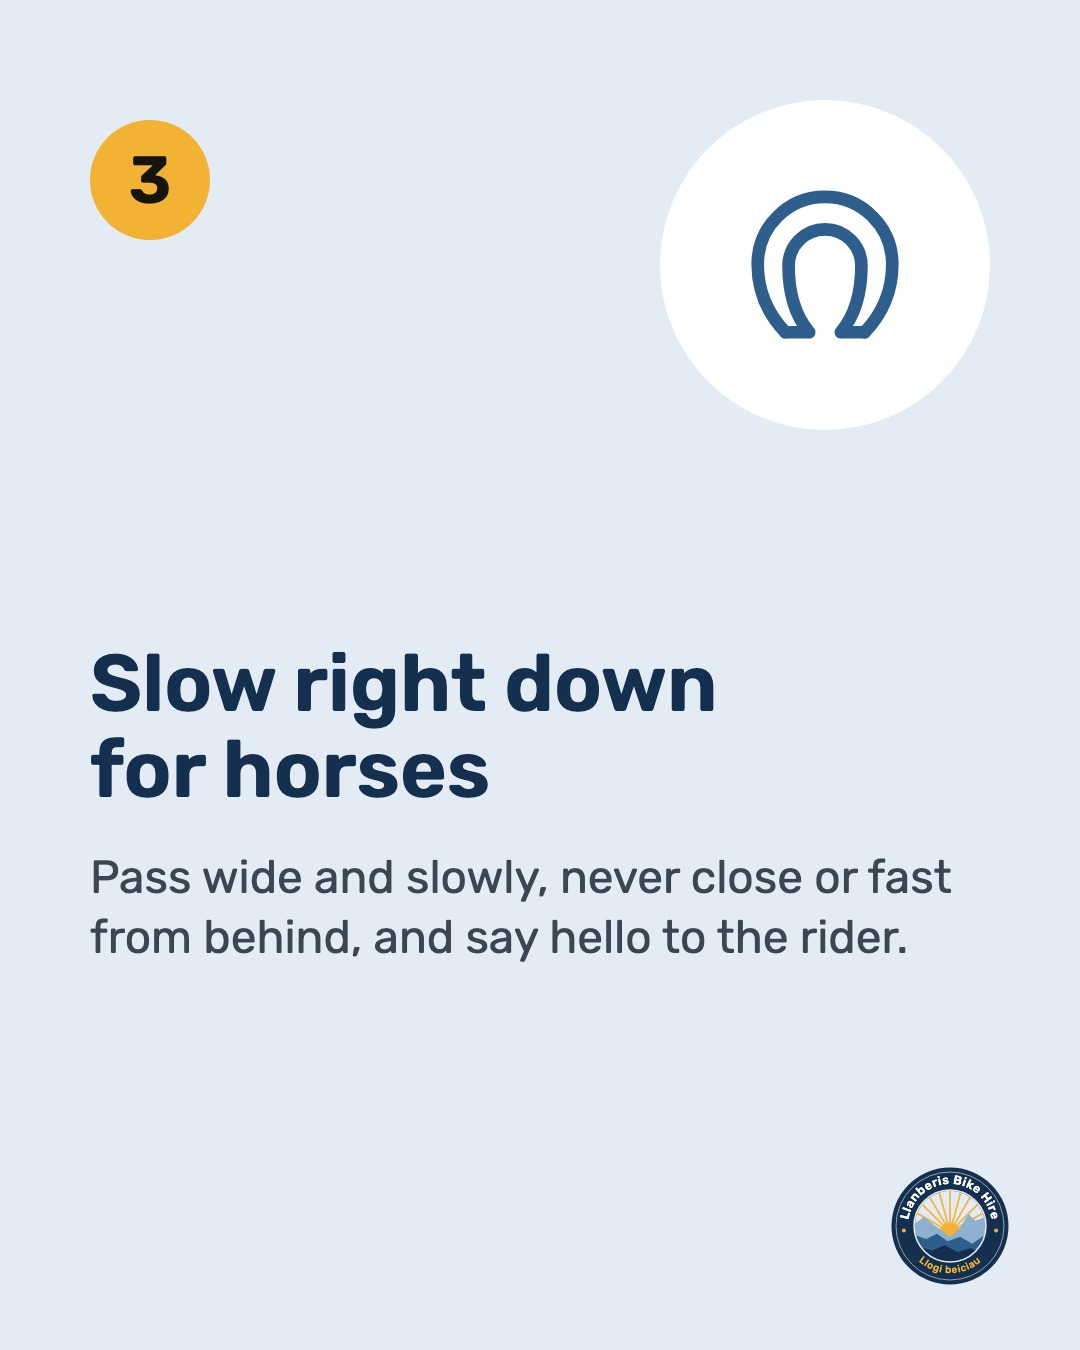 3
Slow right down
for horses
Pass wide and slowly, never close or fast
from behind, and say hello to the rider.
Llanberis Bike Hire
Llogi beiciau